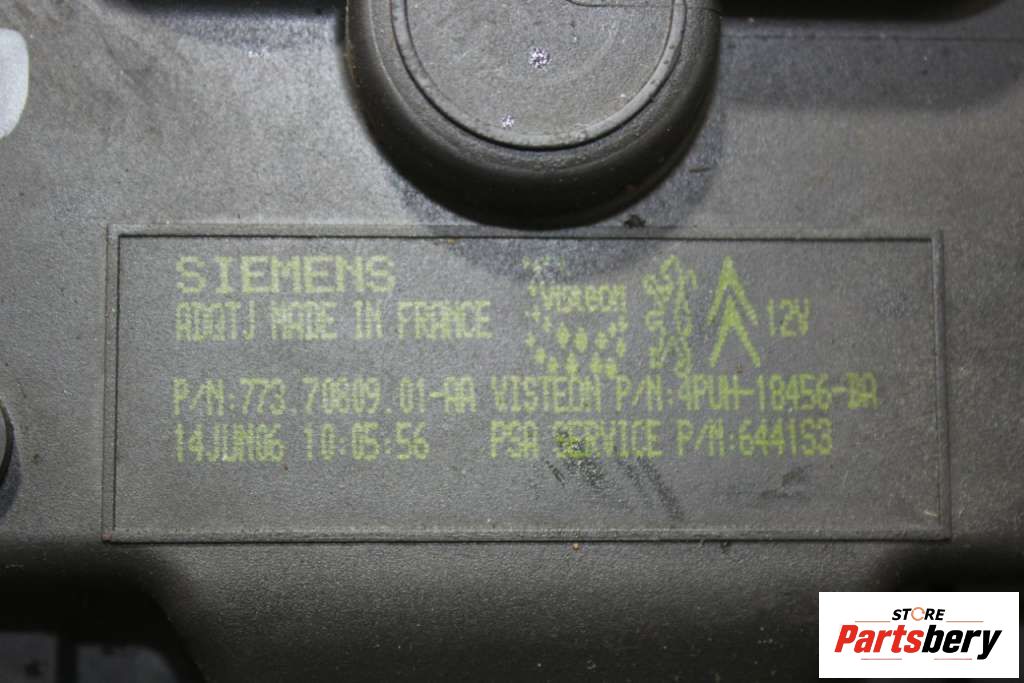 SIEMENS
ADQTJ MADE IN FRANCE
12V
P/N:773.70809.01-AA VISTEON P/N:4PUH-18456-BA
14JUN06 10:05:56 PSA SERVICE P/N:6441S3
STORE
Partsbery